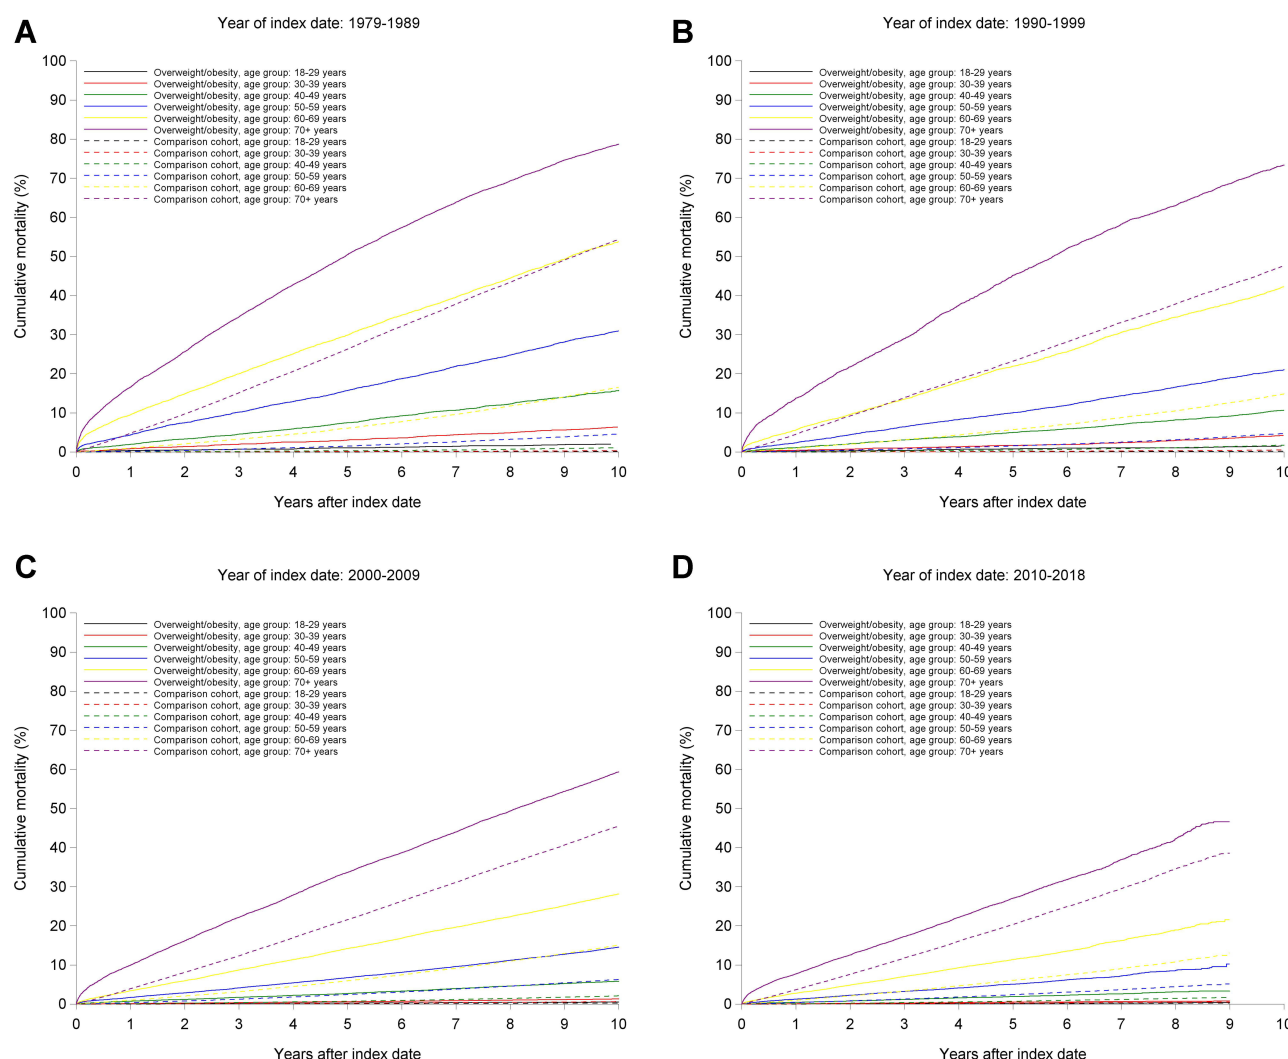 A
Year of index date: 1979-1989
100
90
80
70
60
50
40
30
20
10
0
Cumulative mortality (%)
Overweight/obesity, age group: 18-29 years
Overweight/obesity, age group: 30-39 years
Overweight/obesity, age group: 40-49 years
Overweight/obesity, age group: 50-59 years
Overweight/obesity, age group: 60-69 years
Overweight/obesity, age group: 70+ years
Comparison cohort, age group: 18-29 years
Comparison cohort, age group: 30-39 years
Comparison cohort, age group: 40-49 years
Comparison cohort, age group: 50-59 years
Comparison cohort, age group: 60-69 years
Comparison cohort, age group: 70+ years
0 1 2 3 4 5 6 7 8 9 10
Years after index date
B
Year of index date: 1990-1999
100
90
80
70
60
50
40
30
20
10
0
Cumulative mortality (%)
Overweight/obesity, age group: 18-29 years
Overweight/obesity, age group: 30-39 years
Overweight/obesity, age group: 40-49 years
Overweight/obesity, age group: 50-59 years
Overweight/obesity, age group: 60-69 years
Overweight/obesity, age group: 70+ years
Comparison cohort, age group: 18-29 years
Comparison cohort, age group: 30-39 years
Comparison cohort, age group: 40-49 years
Comparison cohort, age group: 50-59 years
Comparison cohort, age group: 60-69 years
Comparison cohort, age group: 70+ years
0 1 2 3 4 5 6 7 8 9 10
Years after index date
C
Year of index date: 2000-2009
100
90
80
70
60
50
40
30
20
10
0
Cumulative mortality (%)
Overweight/obesity, age group: 18-29 years
Overweight/obesity, age group: 30-39 years
Overweight/obesity, age group: 40-49 years
Overweight/obesity, age group: 50-59 years
Overweight/obesity, age group: 60-69 years
Overweight/obesity, age group: 70+ years
Comparison cohort, age group: 18-29 years
Comparison cohort, age group: 30-39 years
Comparison cohort, age group: 40-49 years
Comparison cohort, age group: 50-59 years
Comparison cohort, age group: 60-69 years
Comparison cohort, age group: 70+ years
0 1 2 3 4 5 6 7 8 9 10
Years after index date
D
Year of index date: 2010-2018
100
90
80
70
60
50
40
30
20
10
0
Cumulative mortality (%)
Overweight/obesity, age group: 18-29 years
Overweight/obesity, age group: 30-39 years
Overweight/obesity, age group: 40-49 years
Overweight/obesity, age group: 50-59 years
Overweight/obesity, age group: 60-69 years
Overweight/obesity, age group: 70+ years
Comparison cohort, age group: 18-29 years
Comparison cohort, age group: 30-39 years
Comparison cohort, age group: 40-49 years
Comparison cohort, age group: 50-59 years
Comparison cohort, age group: 60-69 years
Comparison cohort, age group: 70+ years
0 1 2 3 4 5 6 7 8 9 10
Years after index date